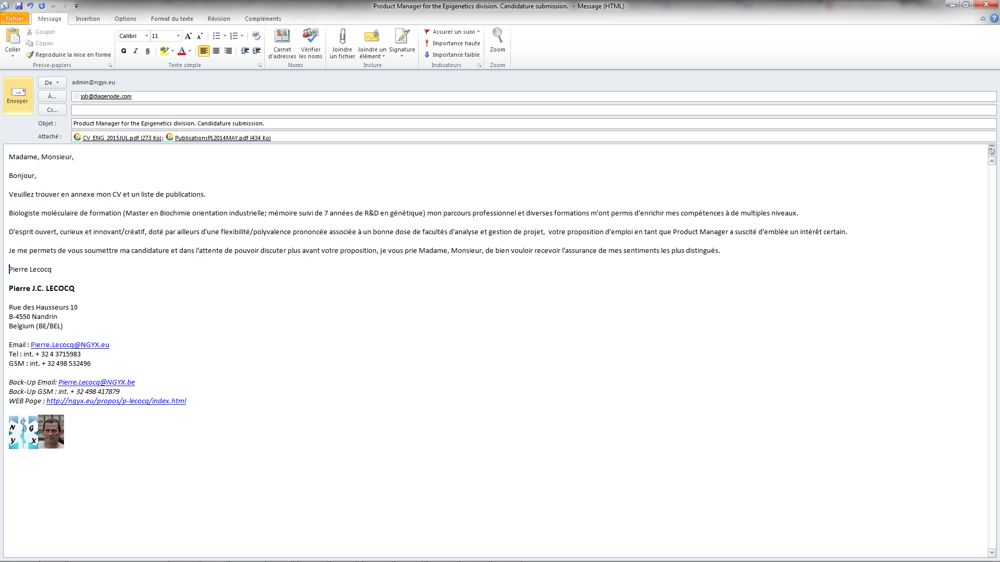 Product Manager for the Epigenetics division. Candidature submission. - Message (HTML)
Fichier Message Insertion Options Format du texte Révision Compléments
Coller
Couper
Copier
Reproduire la mise en forme
Presse-papiers
Calibri 11
G I S
Texte simple
Carnet d'adresses
Vérifier les noms
Noms
Joindre un fichier
Joindre un élément
Signature
Inclure
Assurer un suivi
Importance haute
Importance faible
Indicateurs
Zoom
Zoom
Envoyer
De admin@ngyx.eu
À... job@diagenode.com
Cc...
Objet : Product Manager for the Epigenetics division. Candidature submission.
Attaché : CV_ENG_2015JUL.pdf (273 Ko); PublicationsPL2014MAY.pdf (434 Ko)
Madame, Monsieur,
Bonjour,
Veuillez trouver en annexe mon CV et un liste de publications.
Biologiste moléculaire de formation (Master en Biochimie orientation industrielle; mémoire suivi de 7 années de R&D en génétique) mon parcours professionnel et diverses formations m'ont permis d'enrichir mes compétences à de multiples niveaux.
D'esprit ouvert, curieux et innovant/créatif, doté par ailleurs d'une flexibilité/polyvalence prononcée associée à un bonne dose de facultés d'analyse et gestion de projet, votre proposition d'emploi en tant que Product Manager a suscité d'emblée un intérêt certain.
Je me permets de vous soumettre ma candidature et dans l'attente de pouvoir discuter plus avant votre proposition, je vous prie Madame, Monsieur, de bien vouloir recevoir l'assurance de mes sentiments les plus distingués.
Pierre Lecocq
Pierre J.C. LECOCQ
Rue des Hausseurs 10
B-4550 Nandrin
Belgium (BE/BEL)
Email : Pierre.Lecocq@NGYX.eu
Tel : int. + 32 4 3715983
GSM : int. + 32 498 532496
Back-Up Email: Pierre.Lecocq@NGYX.be
Back-Up GSM : int. + 32 498 417879
WEB Page : http://ngyx.eu/propos/p-lecocq/index.html
N G
Y X